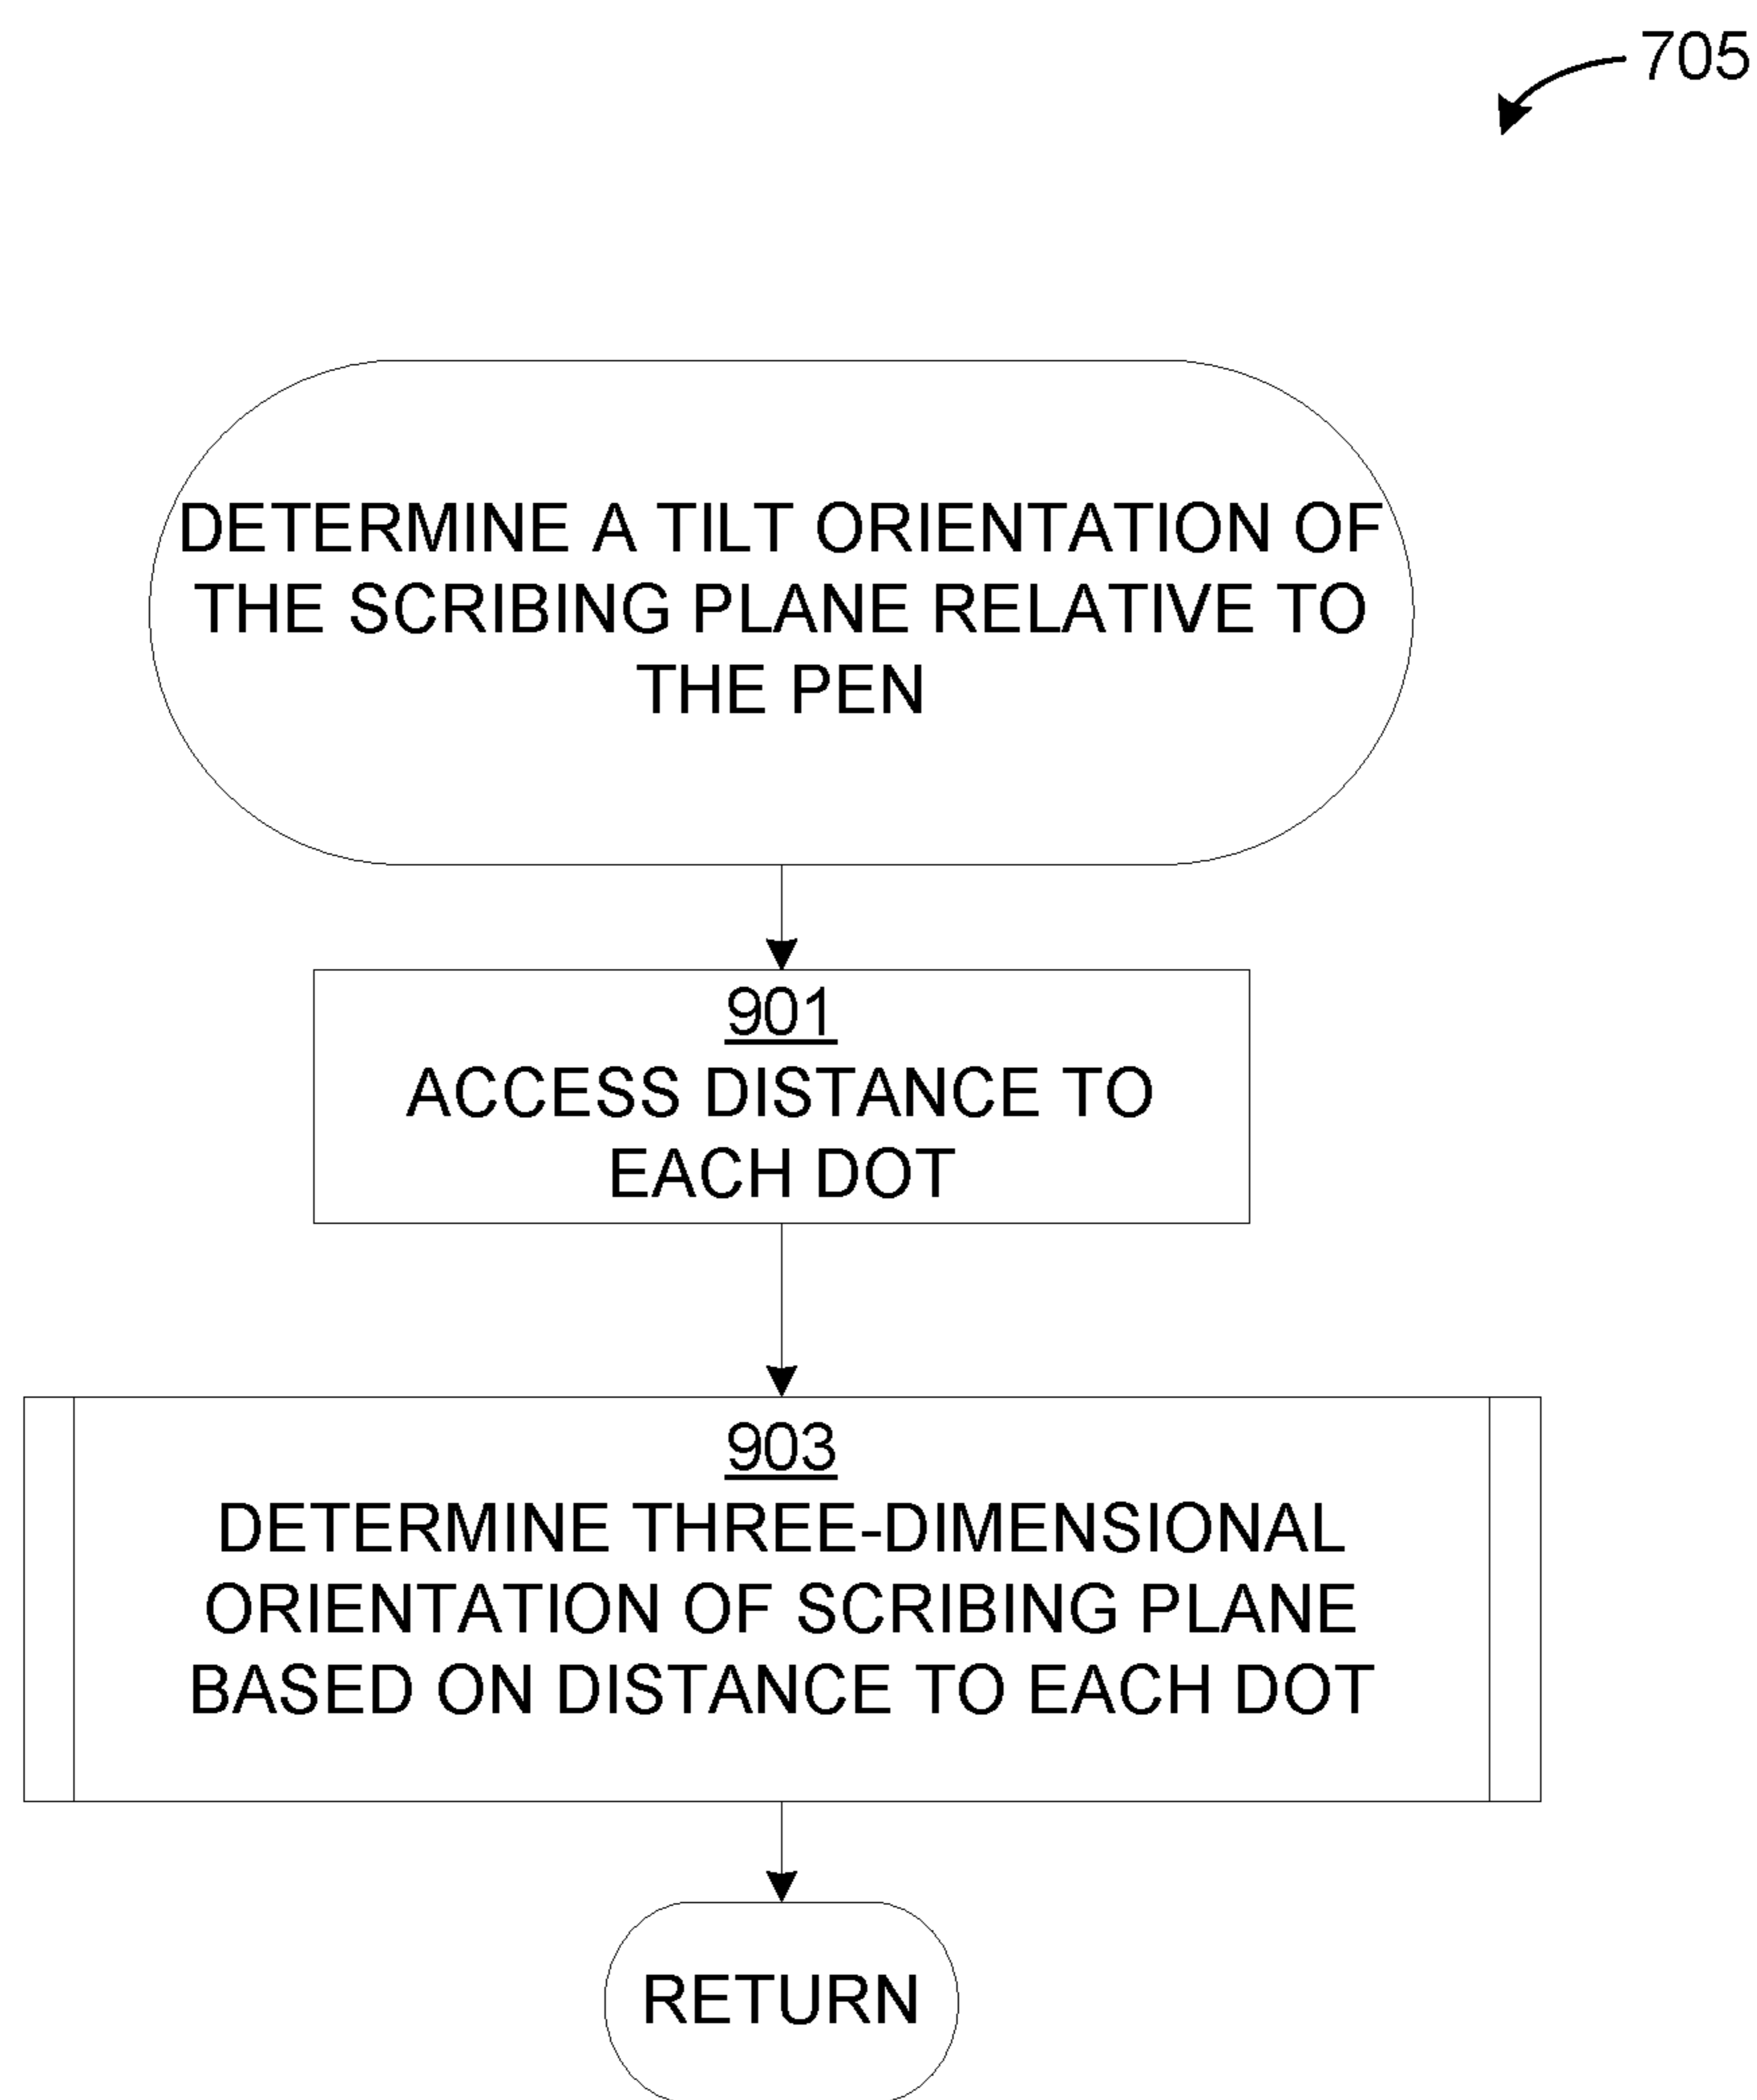 705
DETERMINE A TILT ORIENTATION OF
THE SCRIBING PLANE RELATIVE TO
THE PEN
901
ACCESS DISTANCE TO
EACH DOT
903
DETERMINE THREE-DIMENSIONAL
ORIENTATION OF SCRIBING PLANE
BASED ON DISTANCE TO EACH DOT
RETURN